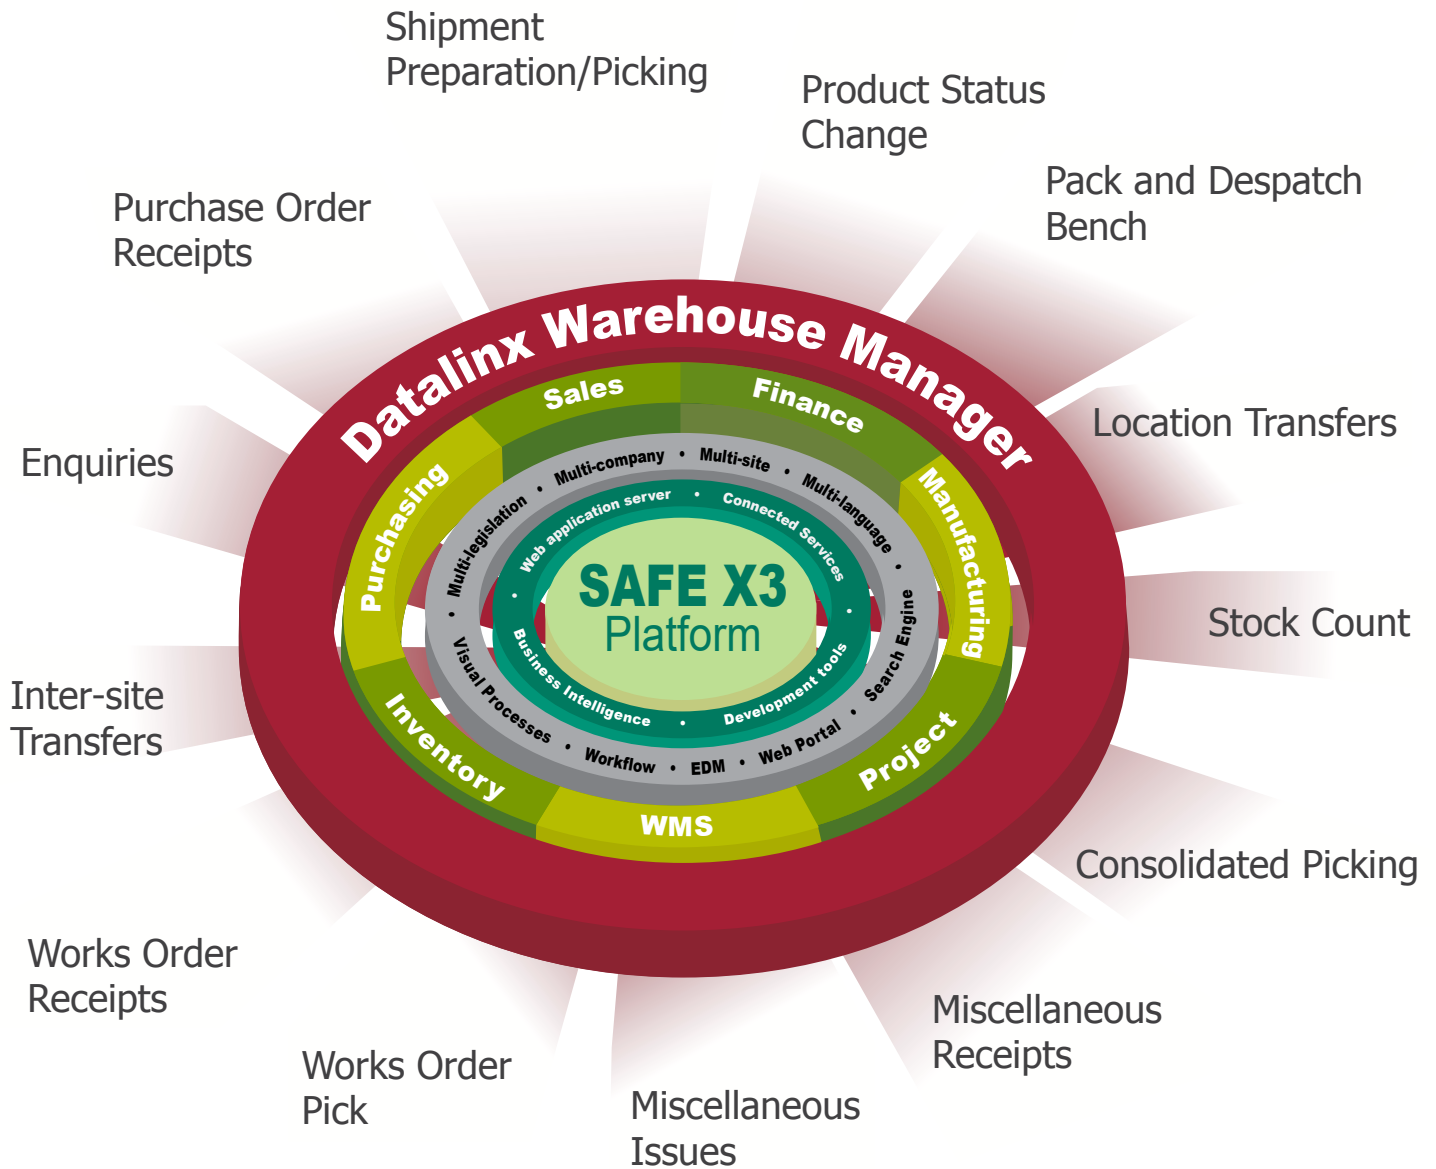 Shipment
Preparation/Picking
Product Status
Change
Pack and Despatch
Bench
Purchase Order
Receipts
Location Transfers
Enquiries
Stock Count
Inter-site
Transfers
Consolidated Picking
Works Order
Receipts
Miscellaneous
Receipts
Works Order
Pick
Miscellaneous
Issues
Datalinx Warehouse Manager
Sales
Finance
Manufacturing
Project
WMS
Inventory
Purchasing
Multi-legislation • Multi-company • Multi-site • Multi-language •
Search Engine
• Visual Processes • Workflow • EDM • Web Portal •
• Web application server • Connected Services •
Business Intelligence • Development tools
SAFE X3
Platform